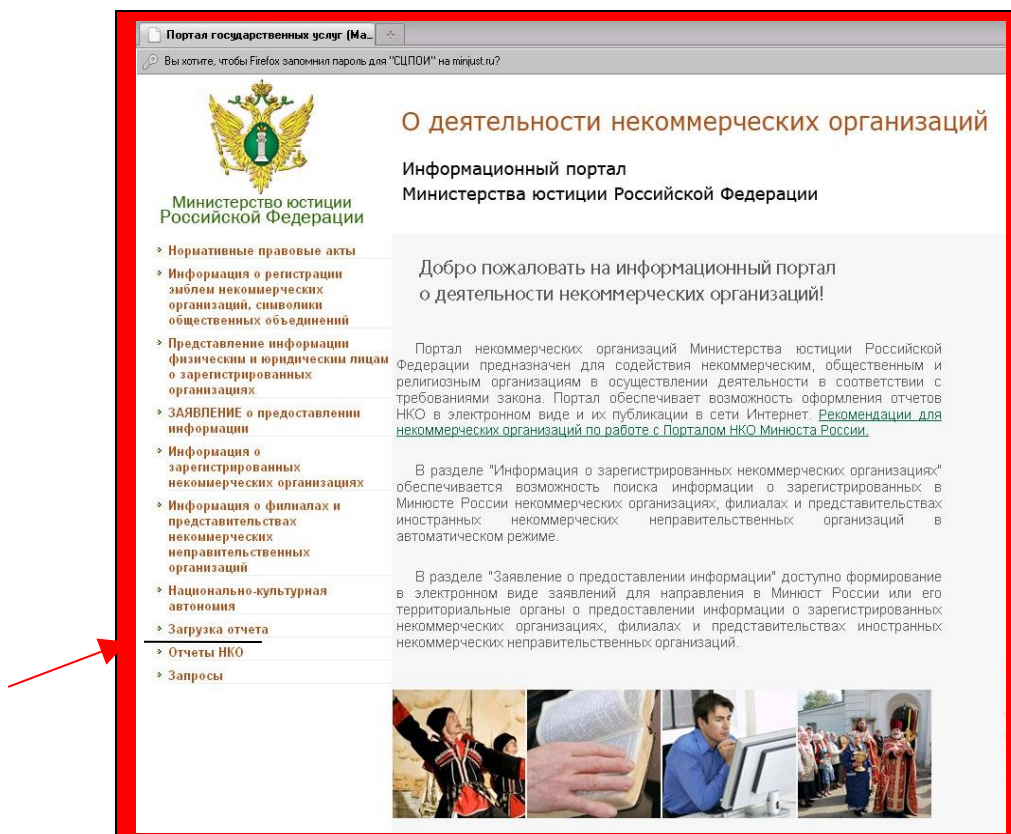 Портал государственных услуг (Ма...
Вы хотите, чтобы Firefox запомнил пароль для "СЦПОИ" на minjust.ru?
Министерство юстиции
Российской Федерации
О деятельности некоммерческих организаций
Информационный портал
Министерства юстиции Российской Федерации
Нормативные правовые акты
Информация о регистрации
эмблем некоммерческих
организаций, символики
общественных объединений
Представление информации
физическим и юридическим лицам
о зарегистрированных
организациях
ЗАЯВЛЕНИЕ о предоставлении
информации
Информация о
зарегистрированных
некоммерческих организациях
Информация о филиалах и
представительствах
некоммерческих
неправительственных
организаций
Национально-культурная
автономия
Загрузка отчета
Отчеты НКО
Запросы
Добро пожаловать на информационный портал
о деятельности некоммерческих организаций!
Портал некоммерческих организаций Министерства юстиции Российской
Федерации предназначен для содействия некоммерческим, общественным и
религиозным организациям в осуществлении деятельности в соответствии с
требованиями закона. Портал обеспечивает возможность оформления отчетов
НКО в электронном виде и их публикации в сети Интернет. Рекомендации для
некоммерческих организаций по работе с Порталом НКО Минюста России.
В разделе "Информация о зарегистрированных некоммерческих организациях"
обеспечивается возможность поиска информации о зарегистрированных в
Минюсте России некоммерческих организациях, филиалах и представительствах
иностранных некоммерческих неправительственных организаций в
автоматическом режиме.
В разделе "Заявление о предоставлении информации" доступно формирование
в электронном виде заявлений для направления в Минюст России или его
территориальные органы о предоставлении информации о зарегистрированных
некоммерческих организациях, филиалах и представительствах иностранных
некоммерческих неправительственных организаций.